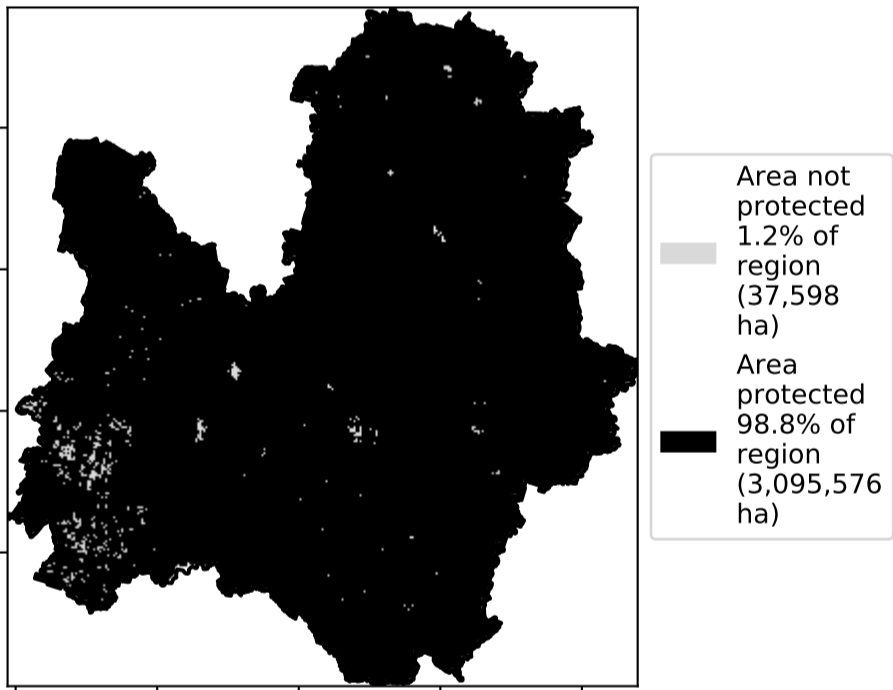 Area not
protected
1.2% of
region
(37,598
ha)
Area
protected
98.8% of
region
(3,095,576
ha)